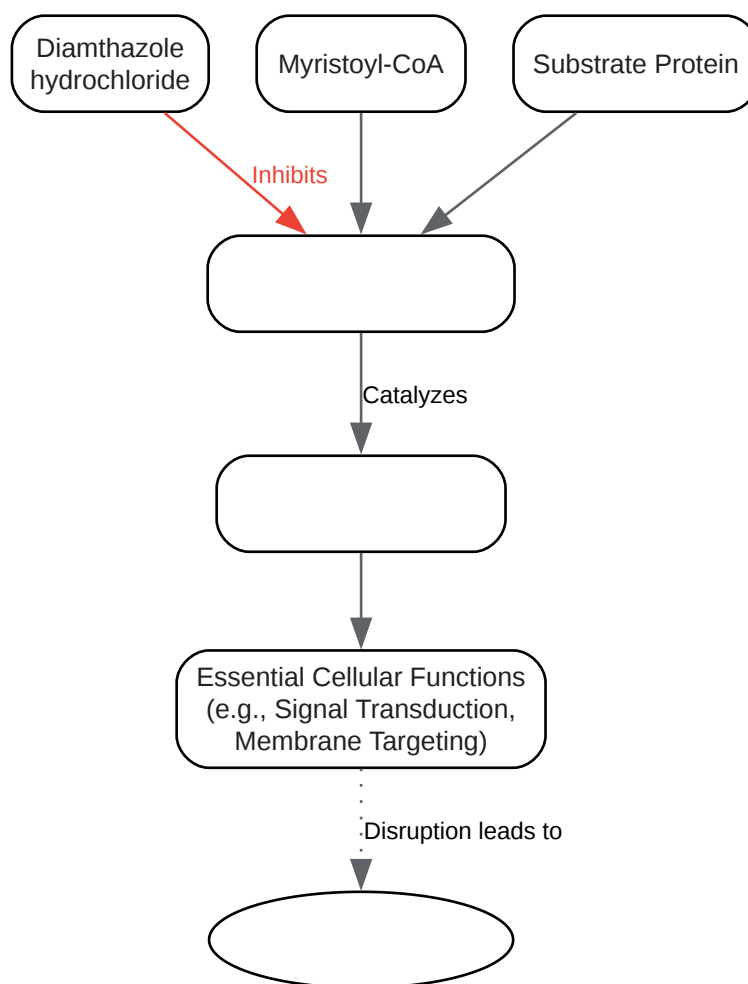 Diamthazole
hydrochloride
Myristoyl-CoA
Substrate Protein
Inhibits
Catalyzes
Essential Cellular Functions
(e.g., Signal Transduction,
Membrane Targeting)
Disruption leads to